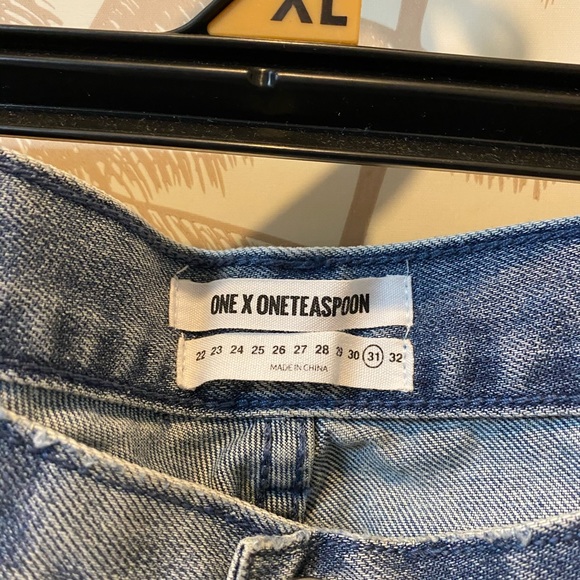 XL
ONE X ONETEASPOON
22 23 24 25 26 27 28 29 30 31 32
MADE IN CHINA